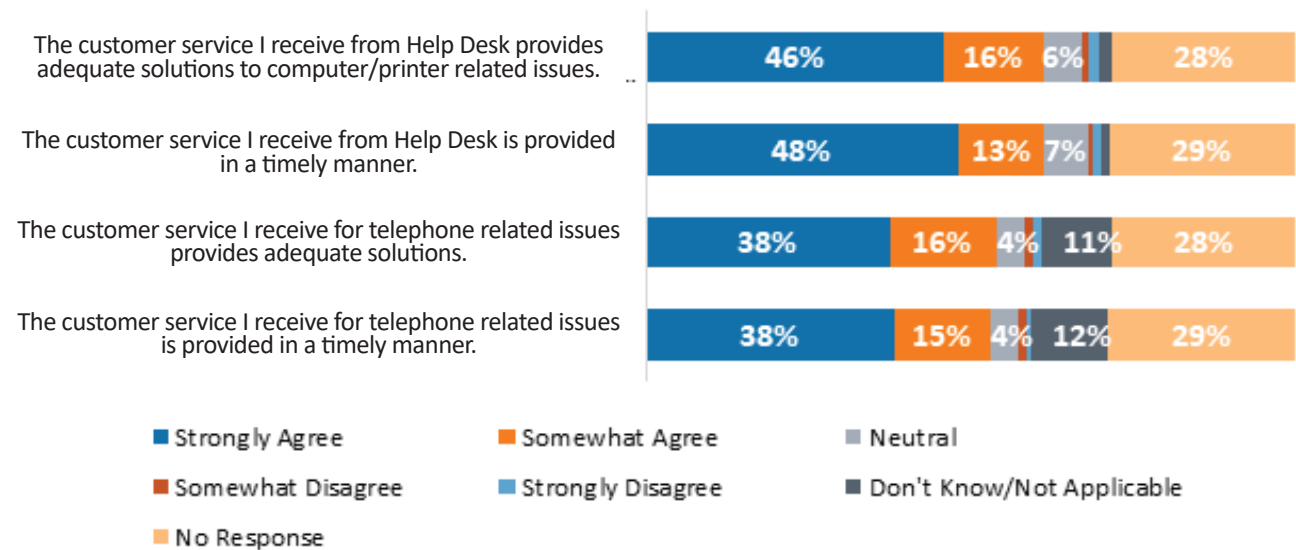 The customer service I receive from Help Desk provides
adequate solutions to computer/printer related issues.
..
46% 16% 6% 28%
The customer service I receive from Help Desk is provided
in a timely manner.
48% 13% 7% 29%
The customer service I receive for telephone related issues
provides adequate solutions.
38% 16% 4% 11% 28%
The customer service I receive for telephone related issues
is provided in a timely manner.
38% 15% 4% 12% 29%
Strongly Agree Somewhat Agree Neutral
Somewhat Disagree Strongly Disagree Don't Know/Not Applicable
No Response